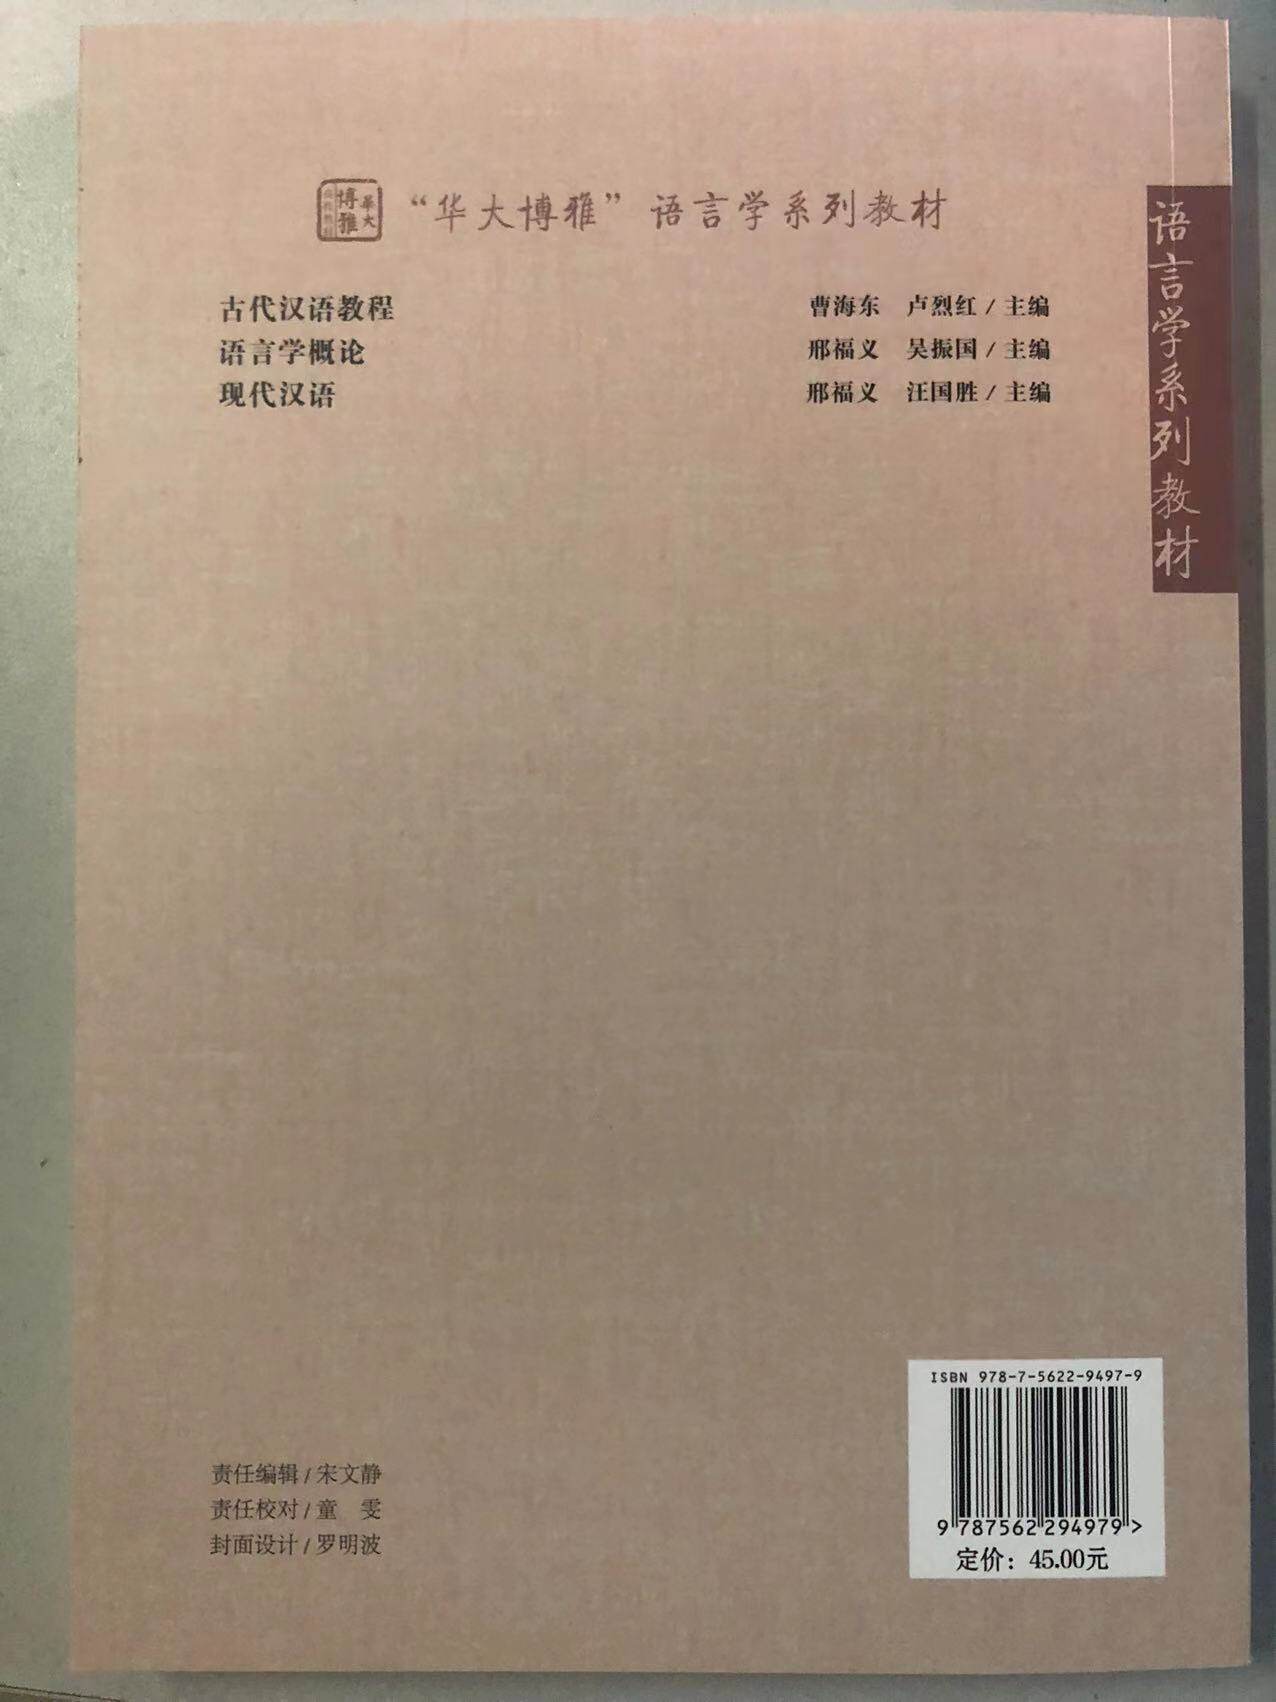 华大
博雅
“华大博雅”语言学系列教材
古代汉语教程 曹海东 卢烈红/主编
语言学概论 邢福义 吴振国/主编
现代汉语 邢福义 汪国胜/主编
语言学系列教材
责任编辑/宋文静
责任校对/童 雯
封面设计/罗明波
ISBN 978-7-5622-9497-9
9 787562 294979>
定价：45.00元